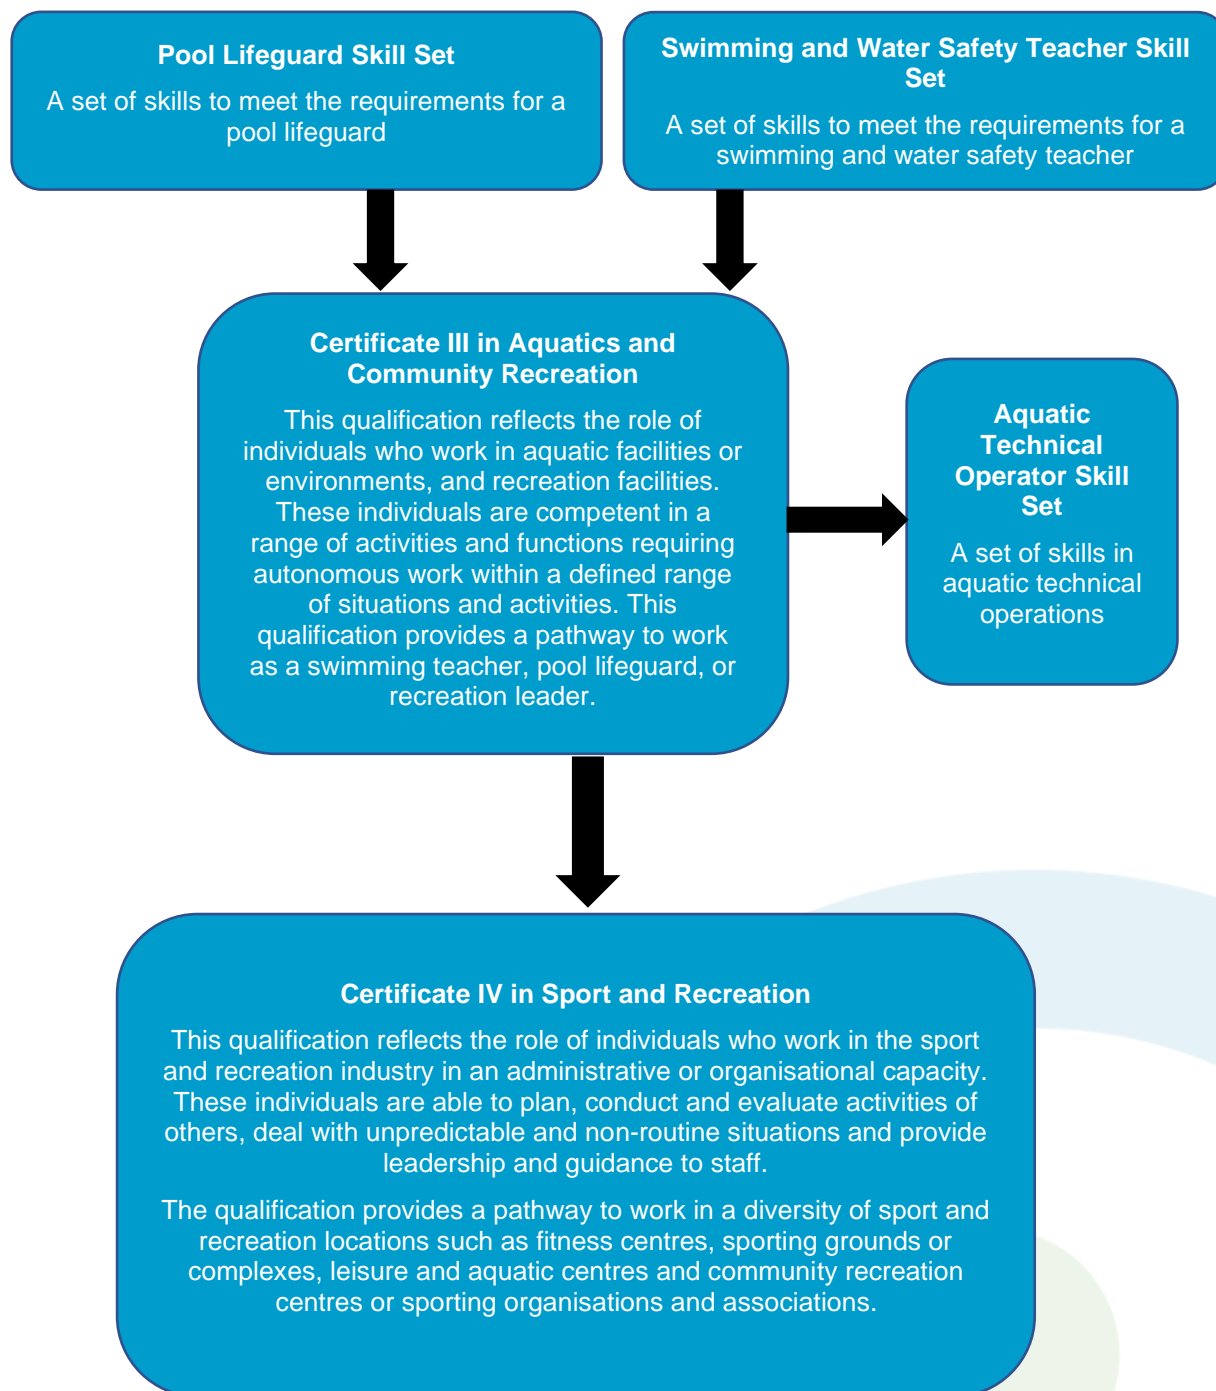 Pool Lifeguard Skill Set
A set of skills to meet the requirements for a
pool lifeguard
Swimming and Water Safety Teacher Skill
Set
A set of skills to meet the requirements for a
swimming and water safety teacher
Certificate III in Aquatics and
Community Recreation
This qualification reflects the role of
individuals who work in aquatic facilities or
environments, and recreation facilities.
These individuals are competent in a
range of activities and functions requiring
autonomous work within a defined range
of situations and activities. This
qualification provides a pathway to work
as a swimming teacher, pool lifeguard, or
recreation leader.
Aquatic
Technical
Operator Skill
Set
A set of skills in
aquatic technical
operations
Certificate IV in Sport and Recreation
This qualification reflects the role of individuals who work in the sport
and recreation industry in an administrative or organisational capacity.
These individuals are able to plan, conduct and evaluate activities of
others, deal with unpredictable and non-routine situations and provide
leadership and guidance to staff.
The qualification provides a pathway to work in a diversity of sport and
recreation locations such as fitness centres, sporting grounds or
complexes, leisure and aquatic centres and community recreation
centres or sporting organisations and associations.